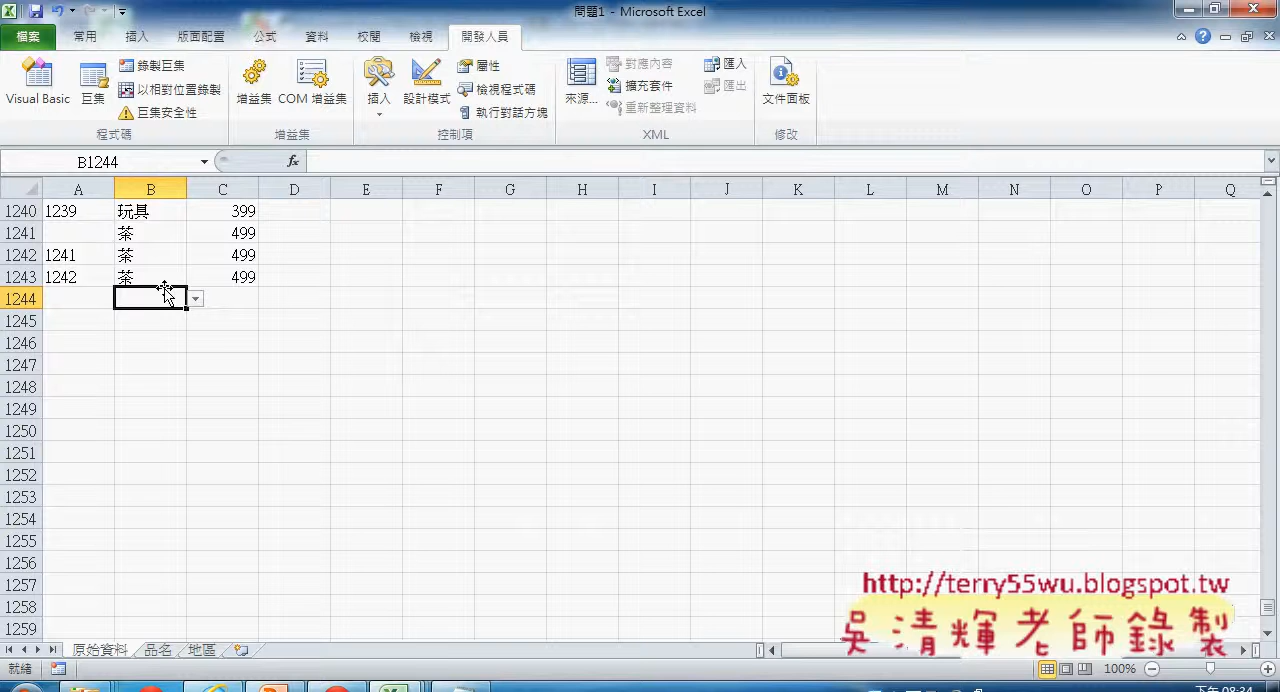 問題1 - Microsoft Excel
檔案 常用 插入 版面配置 公式 資料 校閱 檢視 開發人員
Visual Basic 巨集 錄製巨集 以相對位置錄製 巨集安全性 程式碼
增益集 COM 增益集 增益集
插入 設計模式 屬性 檢視程式碼 執行對話方塊 控制項
來源... 對應內容 擴充套件 重新整理資料 匯入 匯出 XML
文件面板 修改
B1244 fx
A B C D E F G H I J K L M N O P Q
1240 1239 玩具 399
1241 茶 499
1242 1241 茶 499
1243 1242 茶 499
1244
1245
1246
1247
1248
1249
1250
1251
1252
1253
1254
1255
1256
1257
1258
1259
http://terry55wu.blogspot.tw
吳清輝老師錄製
原始資料 品名 地區
就緒 100%
下午 08:34